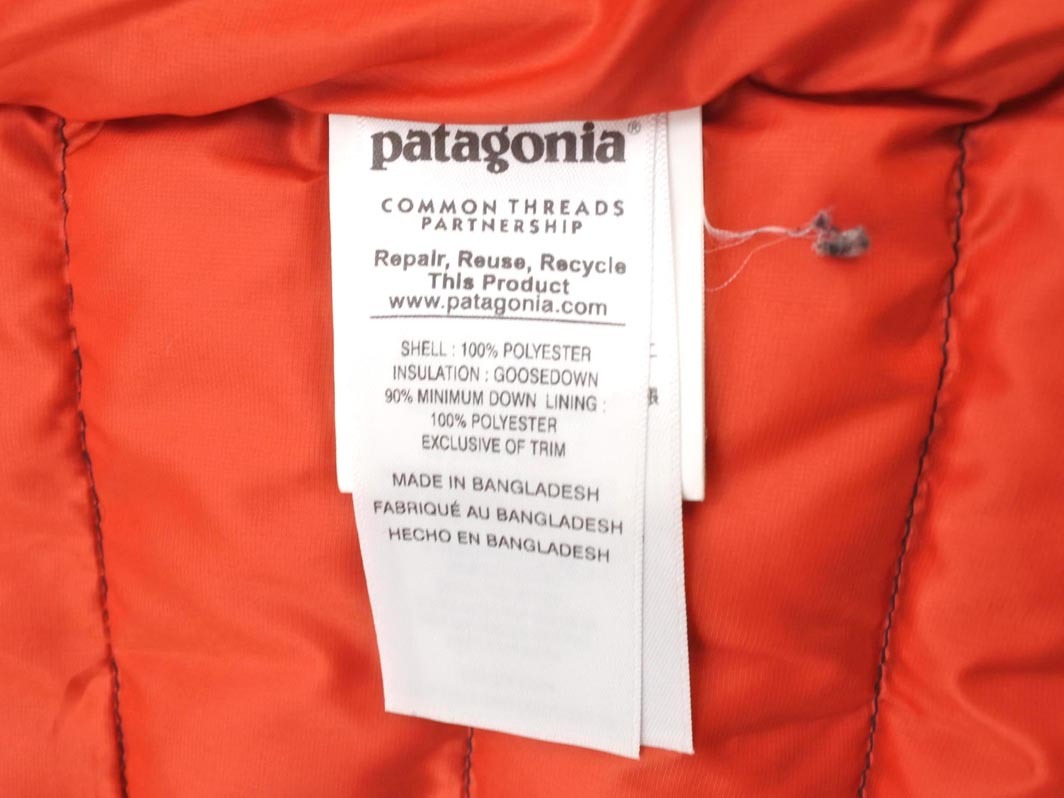 patagonia®
COMMON THREADS
PARTNERSHIP
Repair, Reuse, Recycle
This Product
www.patagonia.com
SHELL : 100% POLYESTER
INSULATION : GOOSEDOWN
90% MINIMUM DOWN LINING :
100% POLYESTER
EXCLUSIVE OF TRIM
MADE IN BANGLADESH
FABRIQUÉ AU BANGLADESH
HECHO EN BANGLADESH